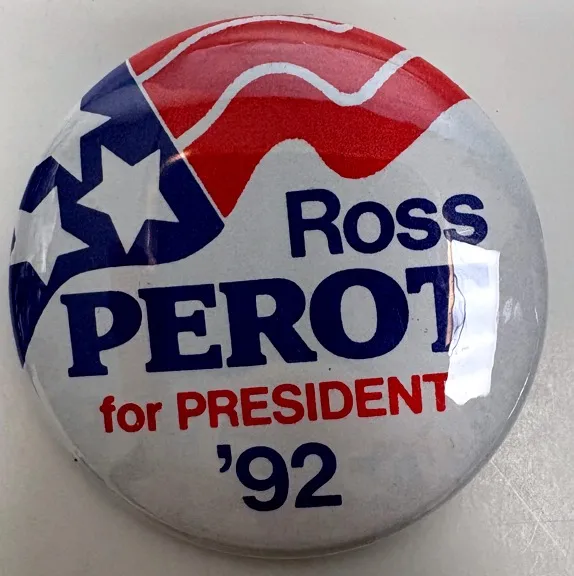 Ross
PEROT
for PRESIDENT
'92